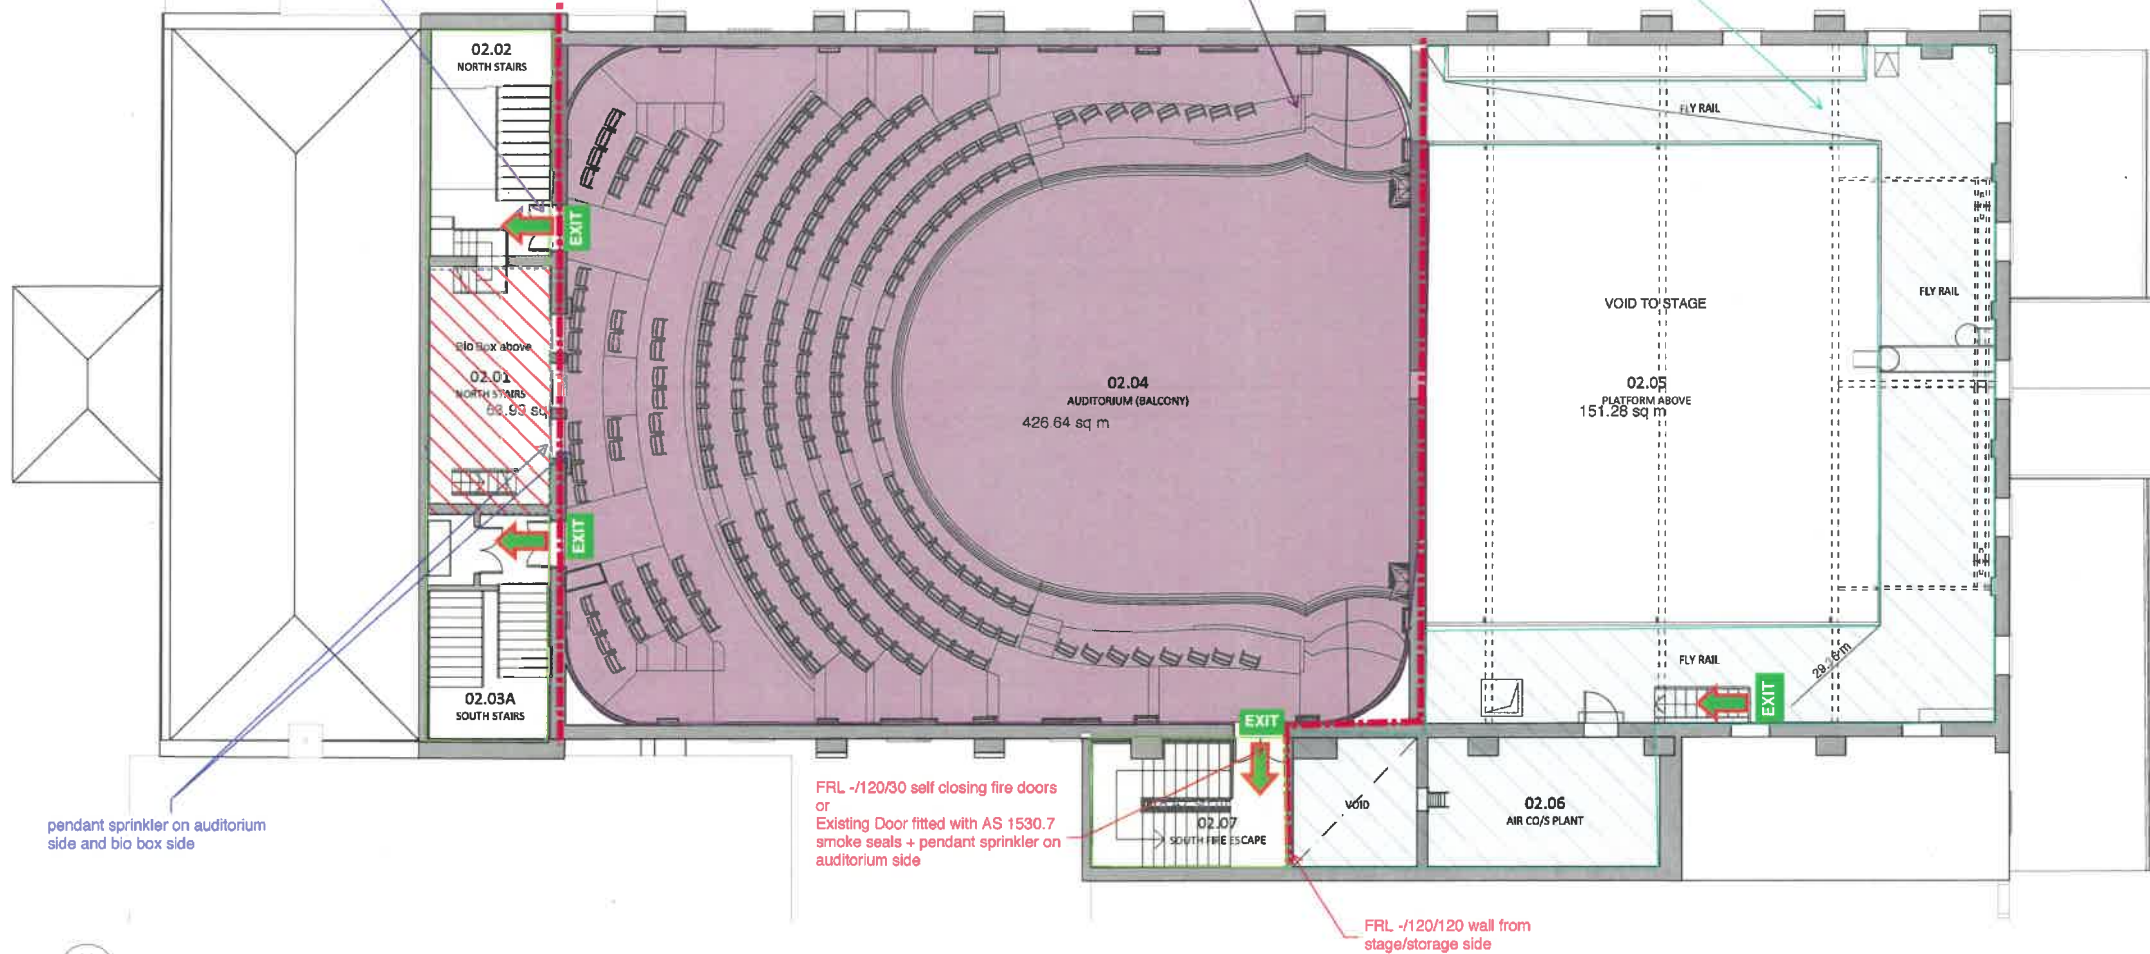 02.02
NORTH STAIRS
EXIT
Bio Box above
02.01
NORTH STAIRS
63.99 sq
EXIT
02.03A
SOUTH STAIRS
02.04
AUDITORIUM (BALCONY)
426.64 sq m
FLY RAIL
VOID TO STAGE
FLY RAIL
02.05
PLATFORM ABOVE
151.28 sq m
FLY RAIL
29.16 m
EXIT
EXIT
02.07
SOUTH FIRE ESCAPE
VOID
02.06
AIR CO/S PLANT
pendant sprinkler on auditorium
side and bio box side
FRL -/120/30 self closing fire doors
or
Existing Door fitted with AS 1530.7
smoke seals + pendant sprinkler on
auditorium side
FRL -/120/120 wall from
stage/storage side